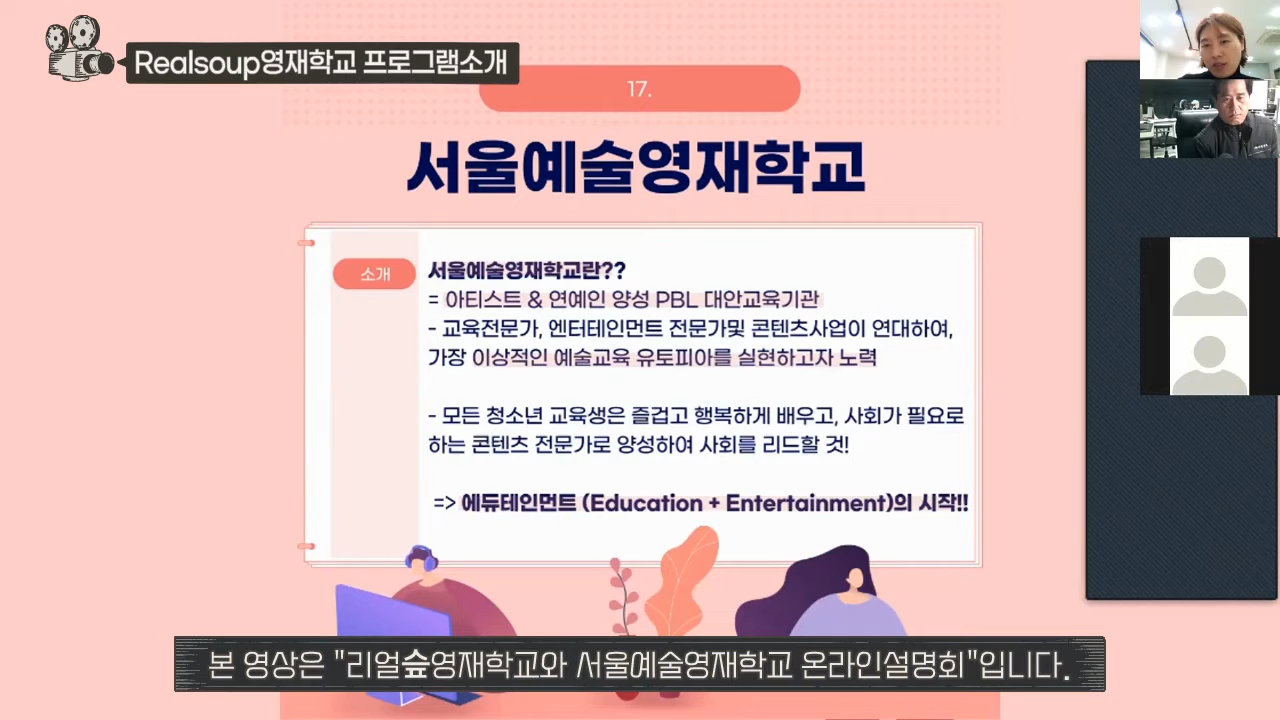 Realsoup영재학교 프로그램소개
17.
서울예술영재학교
소개
서울예술영재학교란??
= 아티스트 & 연예인 양성 PBL 대안교육기관
- 교육전문가, 엔터테인먼트 전문가및 콘텐츠사업이 연대하여,
가장 이상적인 예술교육 유토피아를 실현하고자 노력
- 모든 청소년 교육생은 즐겁고 행복하게 배우고, 사회가 필요로
하는 콘텐츠 전문가로 양성하여 사회를 리드할 것!
=> 에듀테인먼트 (Education + Entertainment)의 시작!!
본 영상은 "리얼숲영재학교와 서울예술영재학교 온라인설명회"입니다.